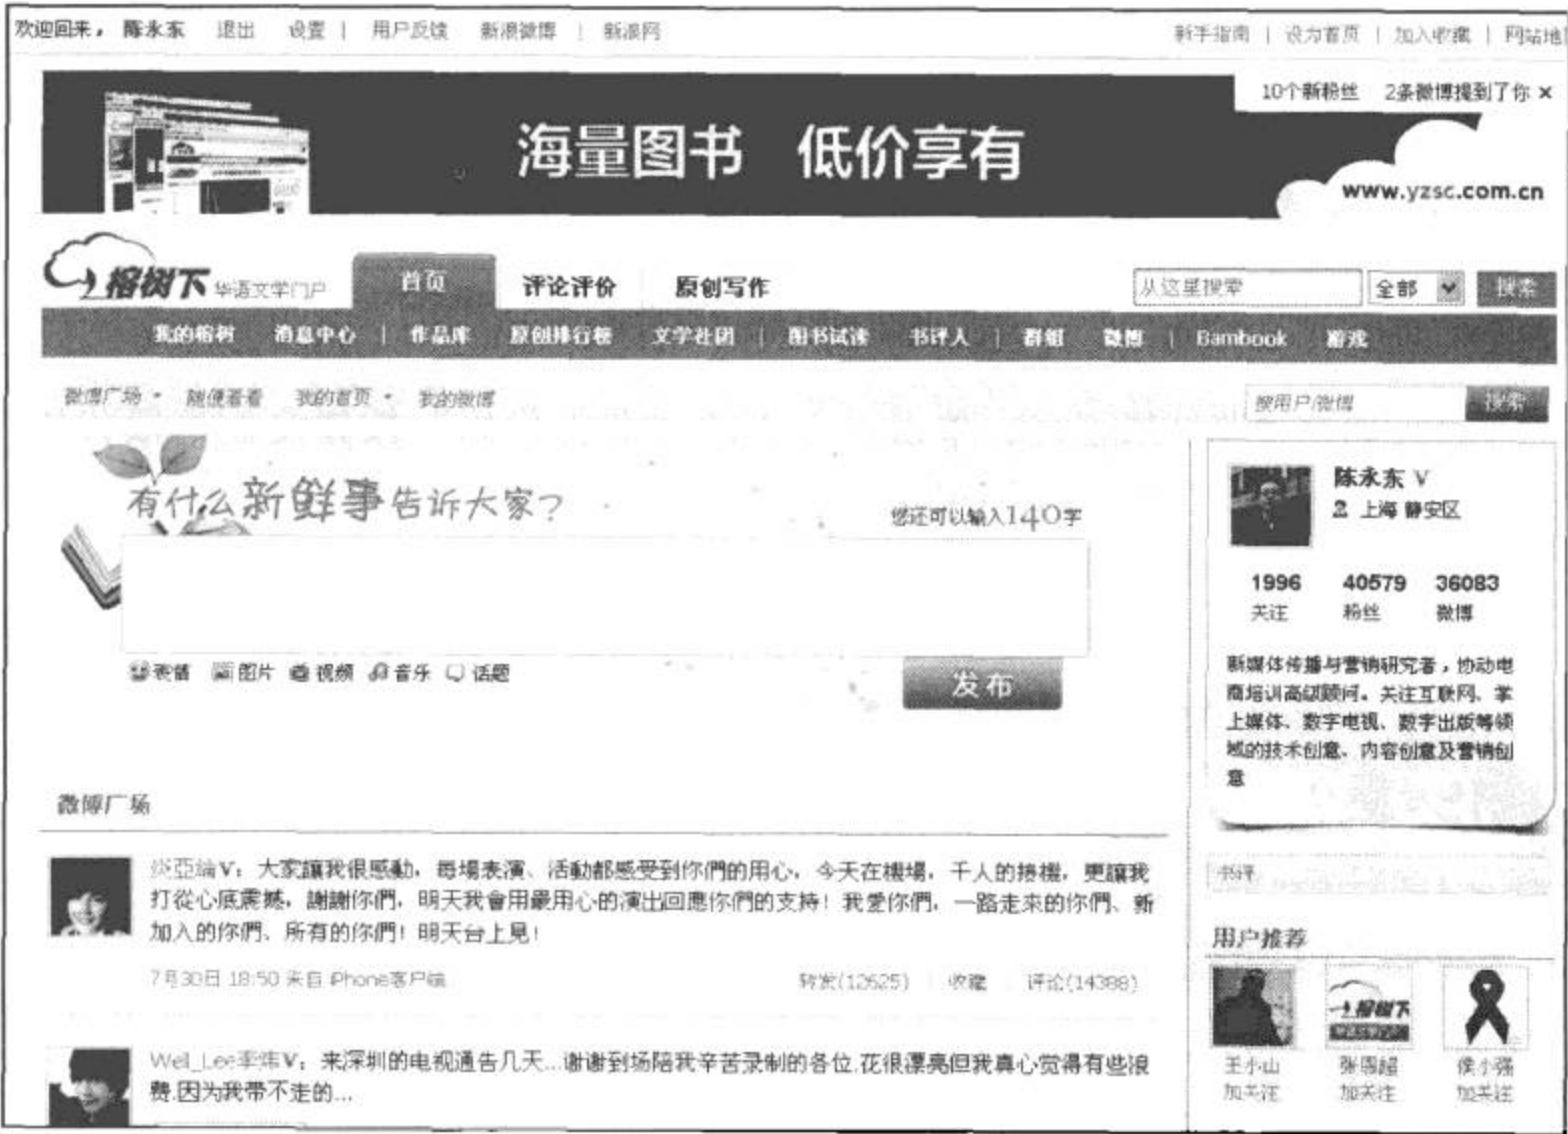 欢迎回来， 陈永东 退出 设置 | 用户反馈 新浪微博 | 新浪网
新手指南 | 设为首页 | 加入收藏 | 网站地
10个新粉丝 2条微博提到了你 ×
海量图书 低价享有
www.yzsc.com.cn
榕树下 华语文学门户 首页 评论评价 原创写作
从这里搜索 全部 搜索
我的榕树 消息中心 | 作品库 原创排行榜 文学社团 | 图书试读 书评人 | 群组 微博 | Bambook 游戏
微博广场 随便看看 我的首页 我的微博
搜用户/微博 搜索
有什么新鲜事告诉大家?
您还可以输入140字
表情 图片 视频 音乐 话题
发布
陈永东 V
上海 静安区
1996 40579 36083
关注 粉丝 微博
新媒体传播与营销研究者，协动电
商培训高级顾问。关注互联网、掌
上媒体、数字电视、数字出版等领
域的技术创意、内容创意及营销创
意
微博广场
炎亞綸V：大家讓我很感動，每場表演、活動都感受到你們的用心，今天在機場，千人的接機，更讓我
打從心底震撼，謝謝你們，明天我會用最用心的演出回應你們的支持！我愛你們，一路走來的你們、新
加入的你們、所有的你們！明天台上見！
7月30日 18:50 来自 iPhone客户端
转发(12625) | 收藏 | 评论(14388)
Well_Lee李炜V：来深圳的电视通告几天...谢谢到场陪我辛苦录制的各位.花很漂亮但我真心觉得有些浪
费.因为我带不走的...
书评
用户推荐
榕树下
王小山 张恩超 侯小强
加关注 加关注 加关注